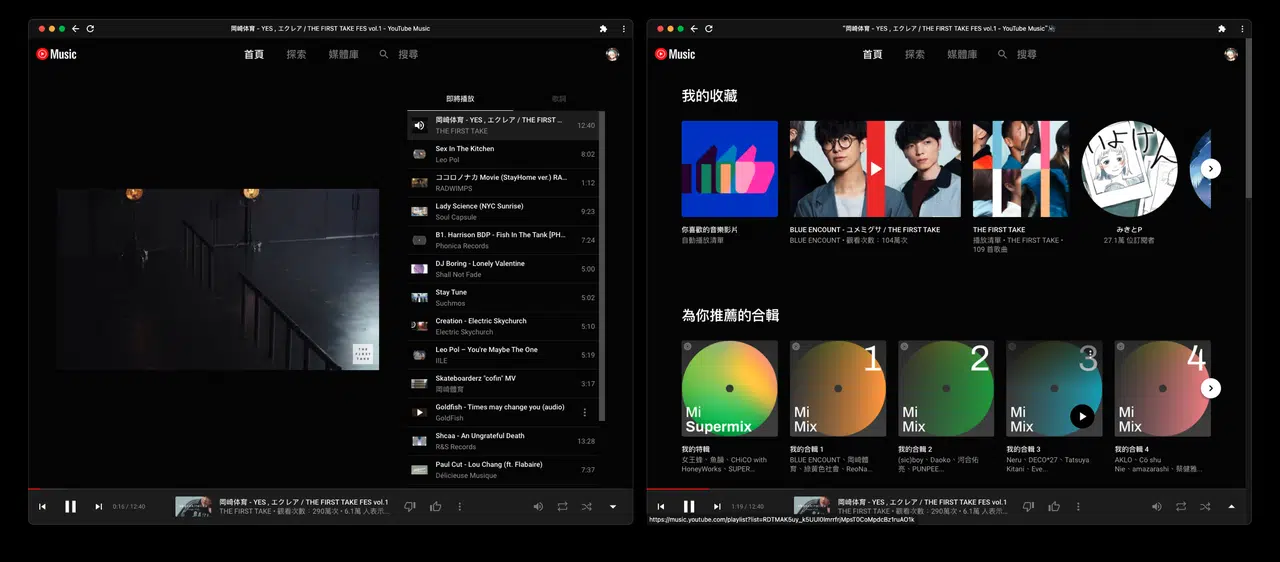 岡崎体育 - YES , エクレア / THE FIRST TAKE FES vol.1 - YouTube Music
Music
首頁
探索
媒體庫
搜尋
即將播放
歌詞
岡崎体育 - YES , エクレア / THE FIRST ...
THE FIRST TAKE
12:40
Sex In The Kitchen
Leo Pol
8:02
ココロノナカ Movie (StayHome ver.) RA...
RADWIMPS
1:12
Lady Science (NYC Sunrise)
Soul Capsule
9:23
B1. Harrison BDP - Fish In The Tank [PH...
Phonica Records
7:24
DJ Boring - Lonely Valentine
Shall Not Fade
5:00
Stay Tune
Suchmos
5:02
Creation - Electric Skychurch
Electric Skychurch
5:10
Leo Pol – You're Maybe The One
IILE
5:19
Skateboarderz "cofin" MV
岡崎體育
3:17
Goldfish - Times may change you (audio)
GoldFish
Shcaa - An Ungrateful Death
R&S Records
13:28
Paul Cut - Lou Chang (ft. Flabaire)
Délicieuse Musique
7:37
THE
FIRST
TAKE
0:16 / 12:40
岡崎体育 - YES , エクレア / THE FIRST TAKE FES vol.1
THE FIRST TAKE • 觀看次數：290萬次 • 6.1萬 人表示...
"岡崎体育 - YES , エクレア / THE FIRST TAKE FES vol.1 - YouTube Music"
Music
首頁
探索
媒體庫
搜尋
我的收藏
你喜歡的音樂影片
自動播放清單
BLUE ENCOUNT - ユメミグサ / THE FIRST TAKE
BLUE ENCOUNT • 觀看次數：104萬次
THE FIRST TAKE
播放清單 • THE FIRST TAKE •
109 首歌曲
いよげん
みきとP
27.1萬 位訂閱者
為你推薦的合輯
Mi
Supermix
我的特輯
女王蜂、魚韻、CHiCO with
HoneyWorks、SUPER...
1
Mi
Mix
我的合輯 1
BLUE ENCOUNT、岡崎體
育、綠黃色社會、ReoNa...
2
Mi
Mix
我的合輯 2
(sic)boy、Daoko、河合佑
亮、PUNPEE...
3
Mi
Mix
我的合輯 3
Neru、DECO*27、Tatsuya
Kitani、Eve...
4
Mi
Mix
我的合輯 4
AKLO、Cö shu
Nie、amazarashi、蔡健雅...
1:19 / 12:40
岡崎体育 - YES , エクレア / THE FIRST TAKE FES vol.1
THE FIRST TAKE • 觀看次數：290萬次 • 6.1萬 人表示...